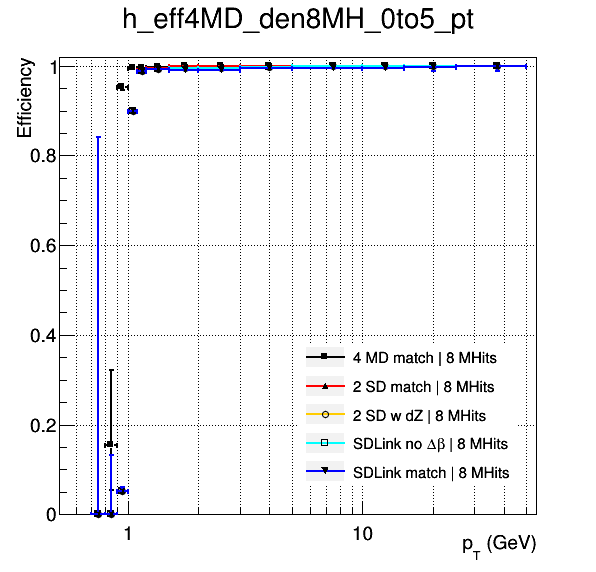 h_eff4MD_den8MH_0to5_pt
Efficiency
1
0.8
0.6
0.4
0.2
0
4 MD match | 8 MHits
2 SD match | 8 MHits
2 SD w dZ | 8 MHits
SDLink no Δβ | 8 MHits
SDLink match | 8 MHits
1
10
p_T (GeV)